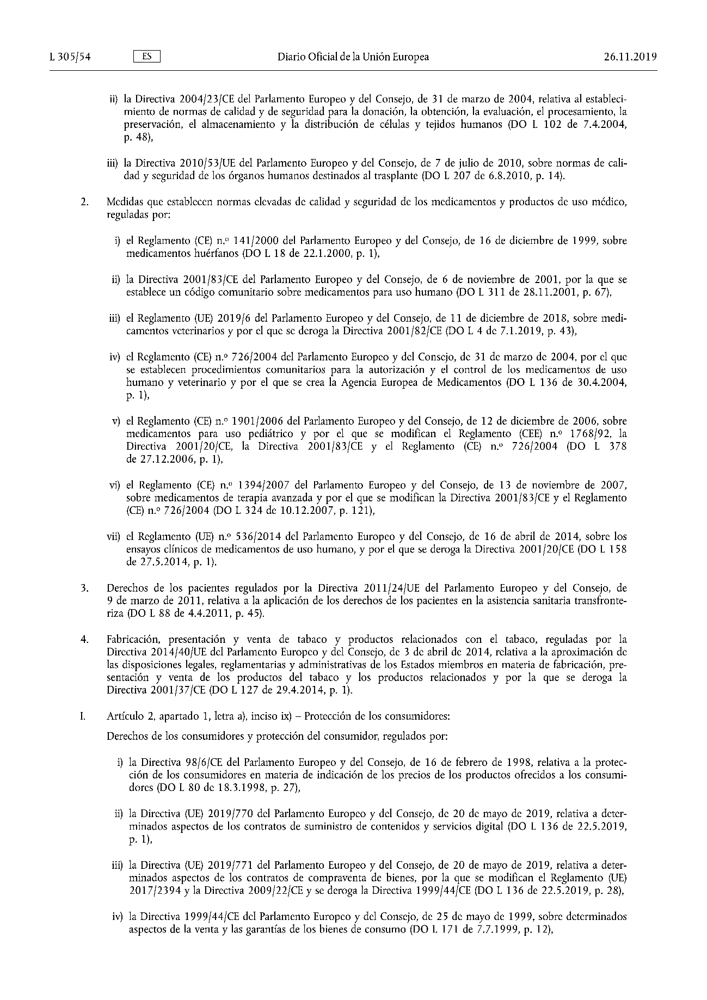 L 305/54
ES
Diario Oficial de la Unión Europea
26.11.2019
ii) la Directiva 2004/23/CE del Parlamento Europeo y del Consejo, de 31 de marzo de 2004, relativa al estableci-
miento de normas de calidad y de seguridad para la donación, la obtención, la evaluación, el procesamiento, la
preservación, el almacenamiento y la distribución de células y tejidos humanos (DO L 102 de 7.4.2004,
p. 48),
iii) la Directiva 2010/53/UE del Parlamento Europeo y del Consejo, de 7 de julio de 2010, sobre normas de cali-
dad y seguridad de los órganos humanos destinados al trasplante (DO L 207 de 6.8.2010, p. 14).
2. Medidas que establecen normas elevadas de calidad y seguridad de los medicamentos y productos de uso médico,
reguladas por:
i) el Reglamento (CE) n.º 141/2000 del Parlamento Europeo y del Consejo, de 16 de diciembre de 1999, sobre
medicamentos huérfanos (DO L 18 de 22.1.2000, p. 1),
ii) la Directiva 2001/83/CE del Parlamento Europeo y del Consejo, de 6 de noviembre de 2001, por la que se
establece un código comunitario sobre medicamentos para uso humano (DO L 311 de 28.11.2001, p. 67),
iii) el Reglamento (UE) 2019/6 del Parlamento Europeo y del Consejo, de 11 de diciembre de 2018, sobre medi-
camentos veterinarios y por el que se deroga la Directiva 2001/82/CE (DO L 4 de 7.1.2019, p. 43),
iv) el Reglamento (CE) n.º 726/2004 del Parlamento Europeo y del Consejo, de 31 de marzo de 2004, por el que
se establecen procedimientos comunitarios para la autorización y el control de los medicamentos de uso
humano y veterinario y por el que se crea la Agencia Europea de Medicamentos (DO L 136 de 30.4.2004,
p. 1),
v) el Reglamento (CE) n.º 1901/2006 del Parlamento Europeo y del Consejo, de 12 de diciembre de 2006, sobre
medicamentos para uso pediátrico y por el que se modifican el Reglamento (CEE) n.º 1768/92, la
Directiva 2001/20/CE, la Directiva 2001/83/CE y el Reglamento (CE) n.º 726/2004 (DO L 378
de 27.12.2006, p. 1),
vi) el Reglamento (CE) n.º 1394/2007 del Parlamento Europeo y del Consejo, de 13 de noviembre de 2007,
sobre medicamentos de terapia avanzada y por el que se modifican la Directiva 2001/83/CE y el Reglamento
(CE) n.º 726/2004 (DO L 324 de 10.12.2007, p. 121),
vii) el Reglamento (UE) n.º 536/2014 del Parlamento Europeo y del Consejo, de 16 de abril de 2014, sobre los
ensayos clínicos de medicamentos de uso humano, y por el que se deroga la Directiva 2001/20/CE (DO L 158
de 27.5.2014, p. 1).
3. Derechos de los pacientes regulados por la Directiva 2011/24/UE del Parlamento Europeo y del Consejo, de
9 de marzo de 2011, relativa a la aplicación de los derechos de los pacientes en la asistencia sanitaria transfronte-
riza (DO L 88 de 4.4.2011, p. 45).
4. Fabricación, presentación y venta de tabaco y productos relacionados con el tabaco, reguladas por la
Directiva 2014/40/UE del Parlamento Europeo y del Consejo, de 3 de abril de 2014, relativa a la aproximación de
las disposiciones legales, reglamentarias y administrativas de los Estados miembros en materia de fabricación, pre-
sentación y venta de los productos del tabaco y los productos relacionados y por la que se deroga la
Directiva 2001/37/CE (DO L 127 de 29.4.2014, p. 1).
I. Artículo 2, apartado 1, letra a), inciso ix) – Protección de los consumidores:
Derechos de los consumidores y protección del consumidor, regulados por:
i) la Directiva 98/6/CE del Parlamento Europeo y del Consejo, de 16 de febrero de 1998, relativa a la protec-
ción de los consumidores en materia de indicación de los precios de los productos ofrecidos a los consumi-
dores (DO L 80 de 18.3.1998, p. 27),
ii) la Directiva (UE) 2019/770 del Parlamento Europeo y del Consejo, de 20 de mayo de 2019, relativa a deter-
minados aspectos de los contratos de suministro de contenidos y servicios digital (DO L 136 de 22.5.2019,
p. 1),
iii) la Directiva (UE) 2019/771 del Parlamento Europeo y del Consejo, de 20 de mayo de 2019, relativa a deter-
minados aspectos de los contratos de compraventa de bienes, por la que se modifican el Reglamento (UE)
2017/2394 y la Directiva 2009/22/CE y se deroga la Directiva 1999/44/CE (DO L 136 de 22.5.2019, p. 28),
iv) la Directiva 1999/44/CE del Parlamento Europeo y del Consejo, de 25 de mayo de 1999, sobre determinados
aspectos de la venta y las garantías de los bienes de consumo (DO L 171 de 7.7.1999, p. 12),